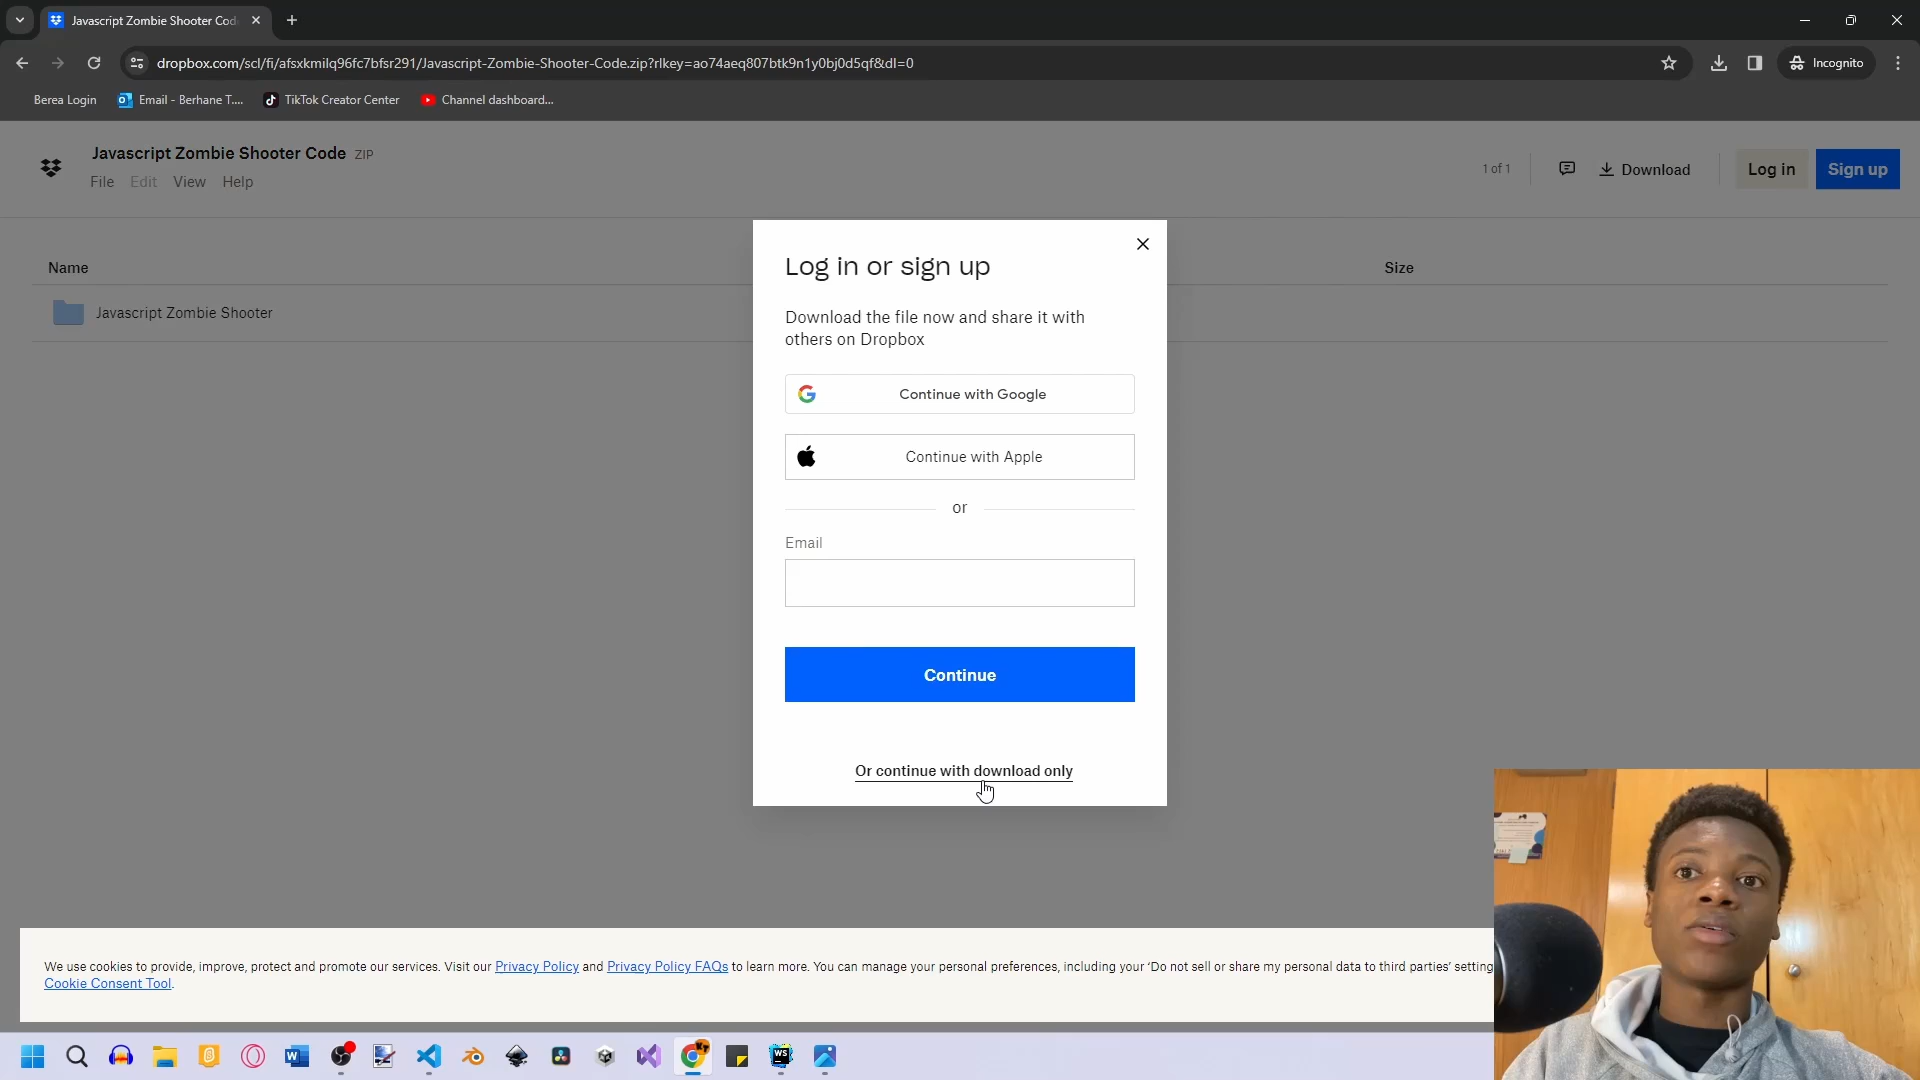 Javascript Zombie Shooter Cod
dropbox.com/scl/fi/afsxkmilq96fc7bfsr291/Javascript-Zombie-Shooter-Code.zip?rlkey=ao74aeq807btk9n1y0bj0d5qf&dl=0
Incognito
Berea Login
Email - Berhane T....
TikTok Creator Center
Channel dashboard...
Javascript Zombie Shooter Code ZIP
File Edit View Help
1 of 1
Download
Log in
Sign up
Name
Size
Javascript Zombie Shooter
Log in or sign up
Download the file now and share it with
others on Dropbox
Continue with Google
Continue with Apple
or
Email
Continue
Or continue with download only
We use cookies to provide, improve, protect and promote our services. Visit our Privacy Policy and Privacy Policy FAQs to learn more. You can manage your personal preferences, including your 'Do not sell or share my personal data to third parties' setting
Cookie Consent Tool.